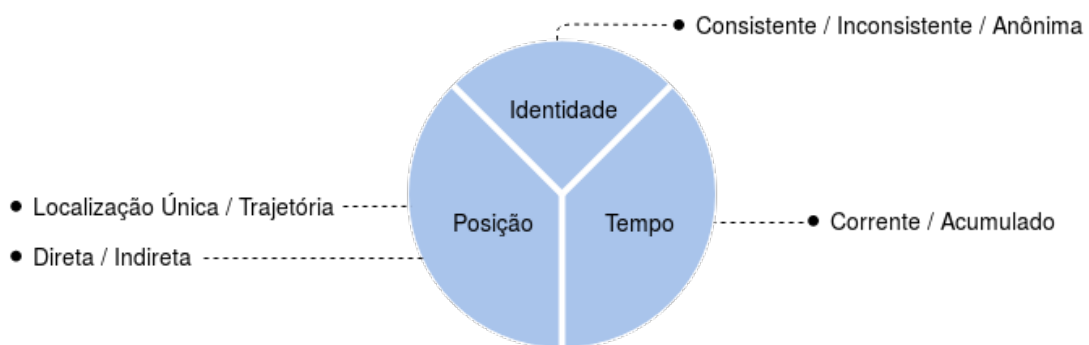 Consistente / Inconsistente / Anônima
Identidade
Localização Única / Trajetória
Posição
Tempo
Corrente / Acumulado
Direta / Indireta